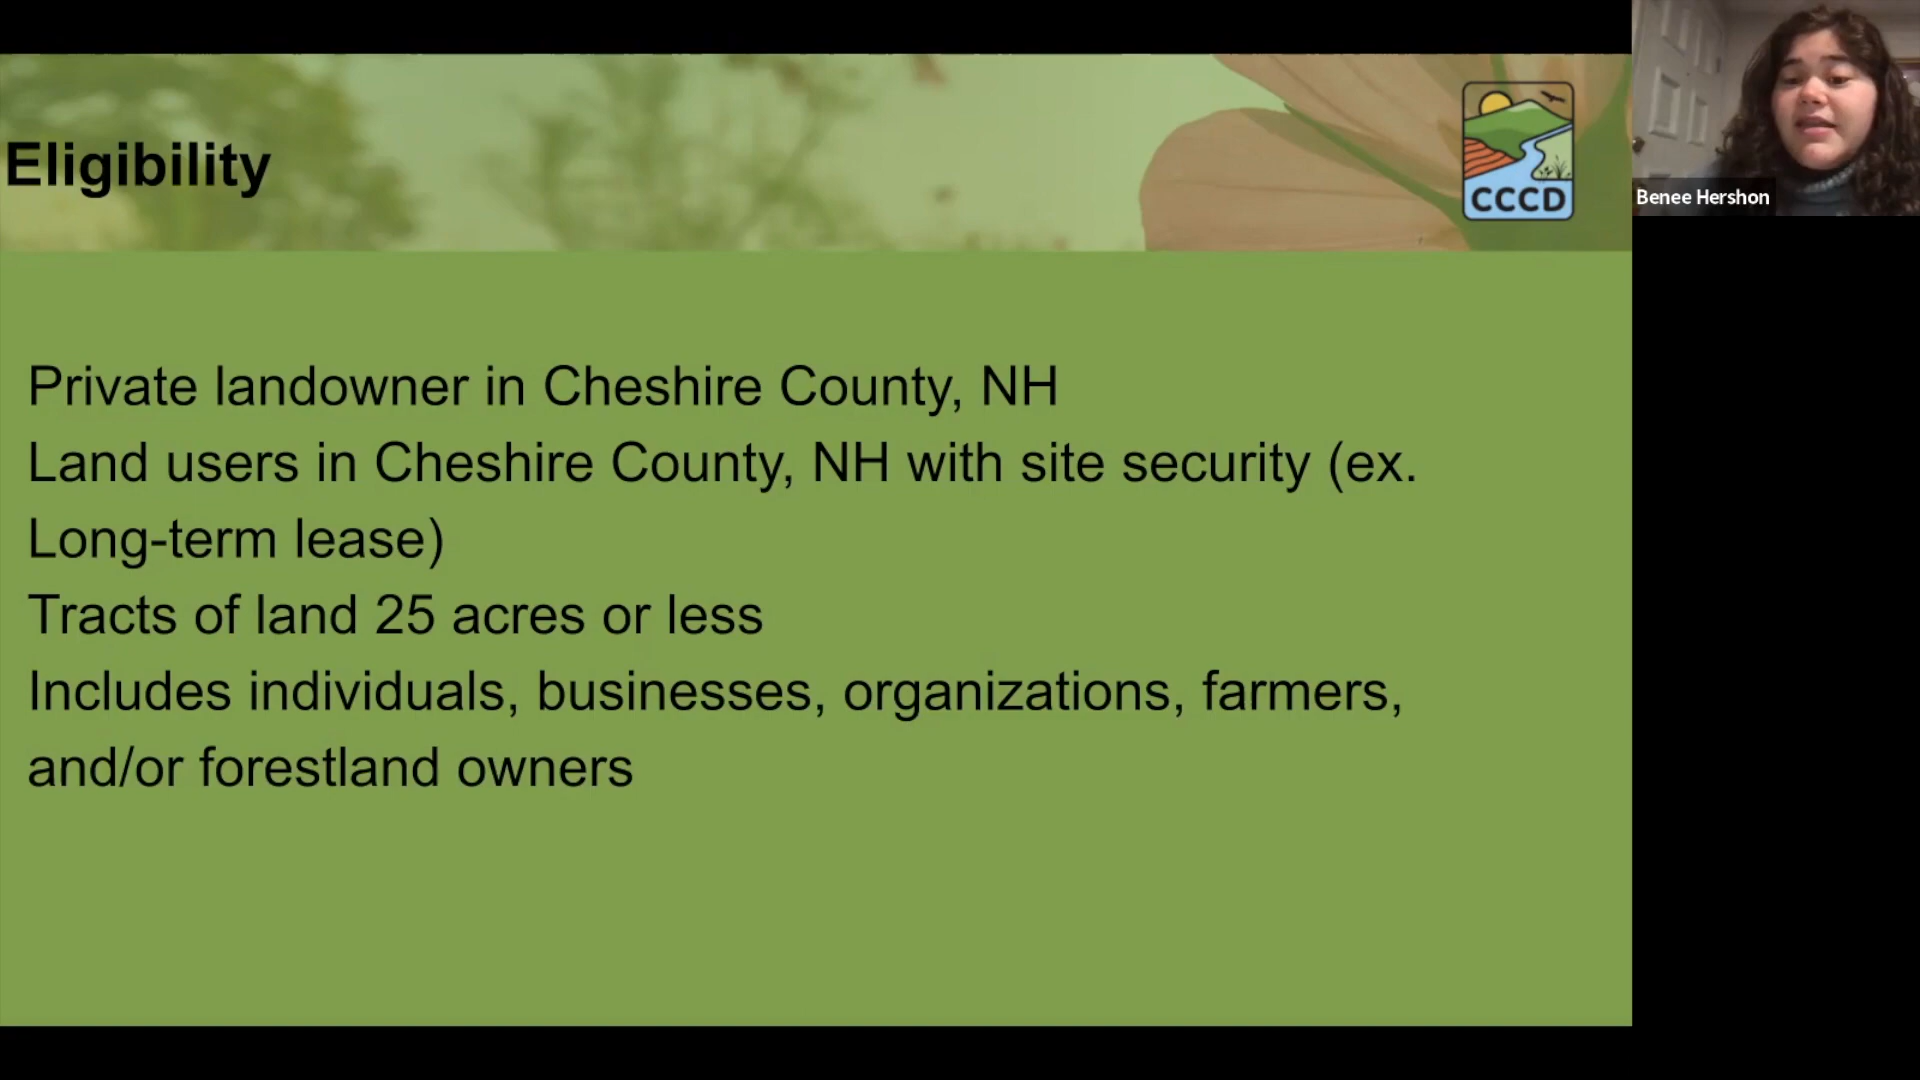 Eligibility
CCCD
Benee Hershon
Private landowner in Cheshire County, NH
Land users in Cheshire County, NH with site security (ex.
Long-term lease)
Tracts of land 25 acres or less
Includes individuals, businesses, organizations, farmers,
and/or forestland owners